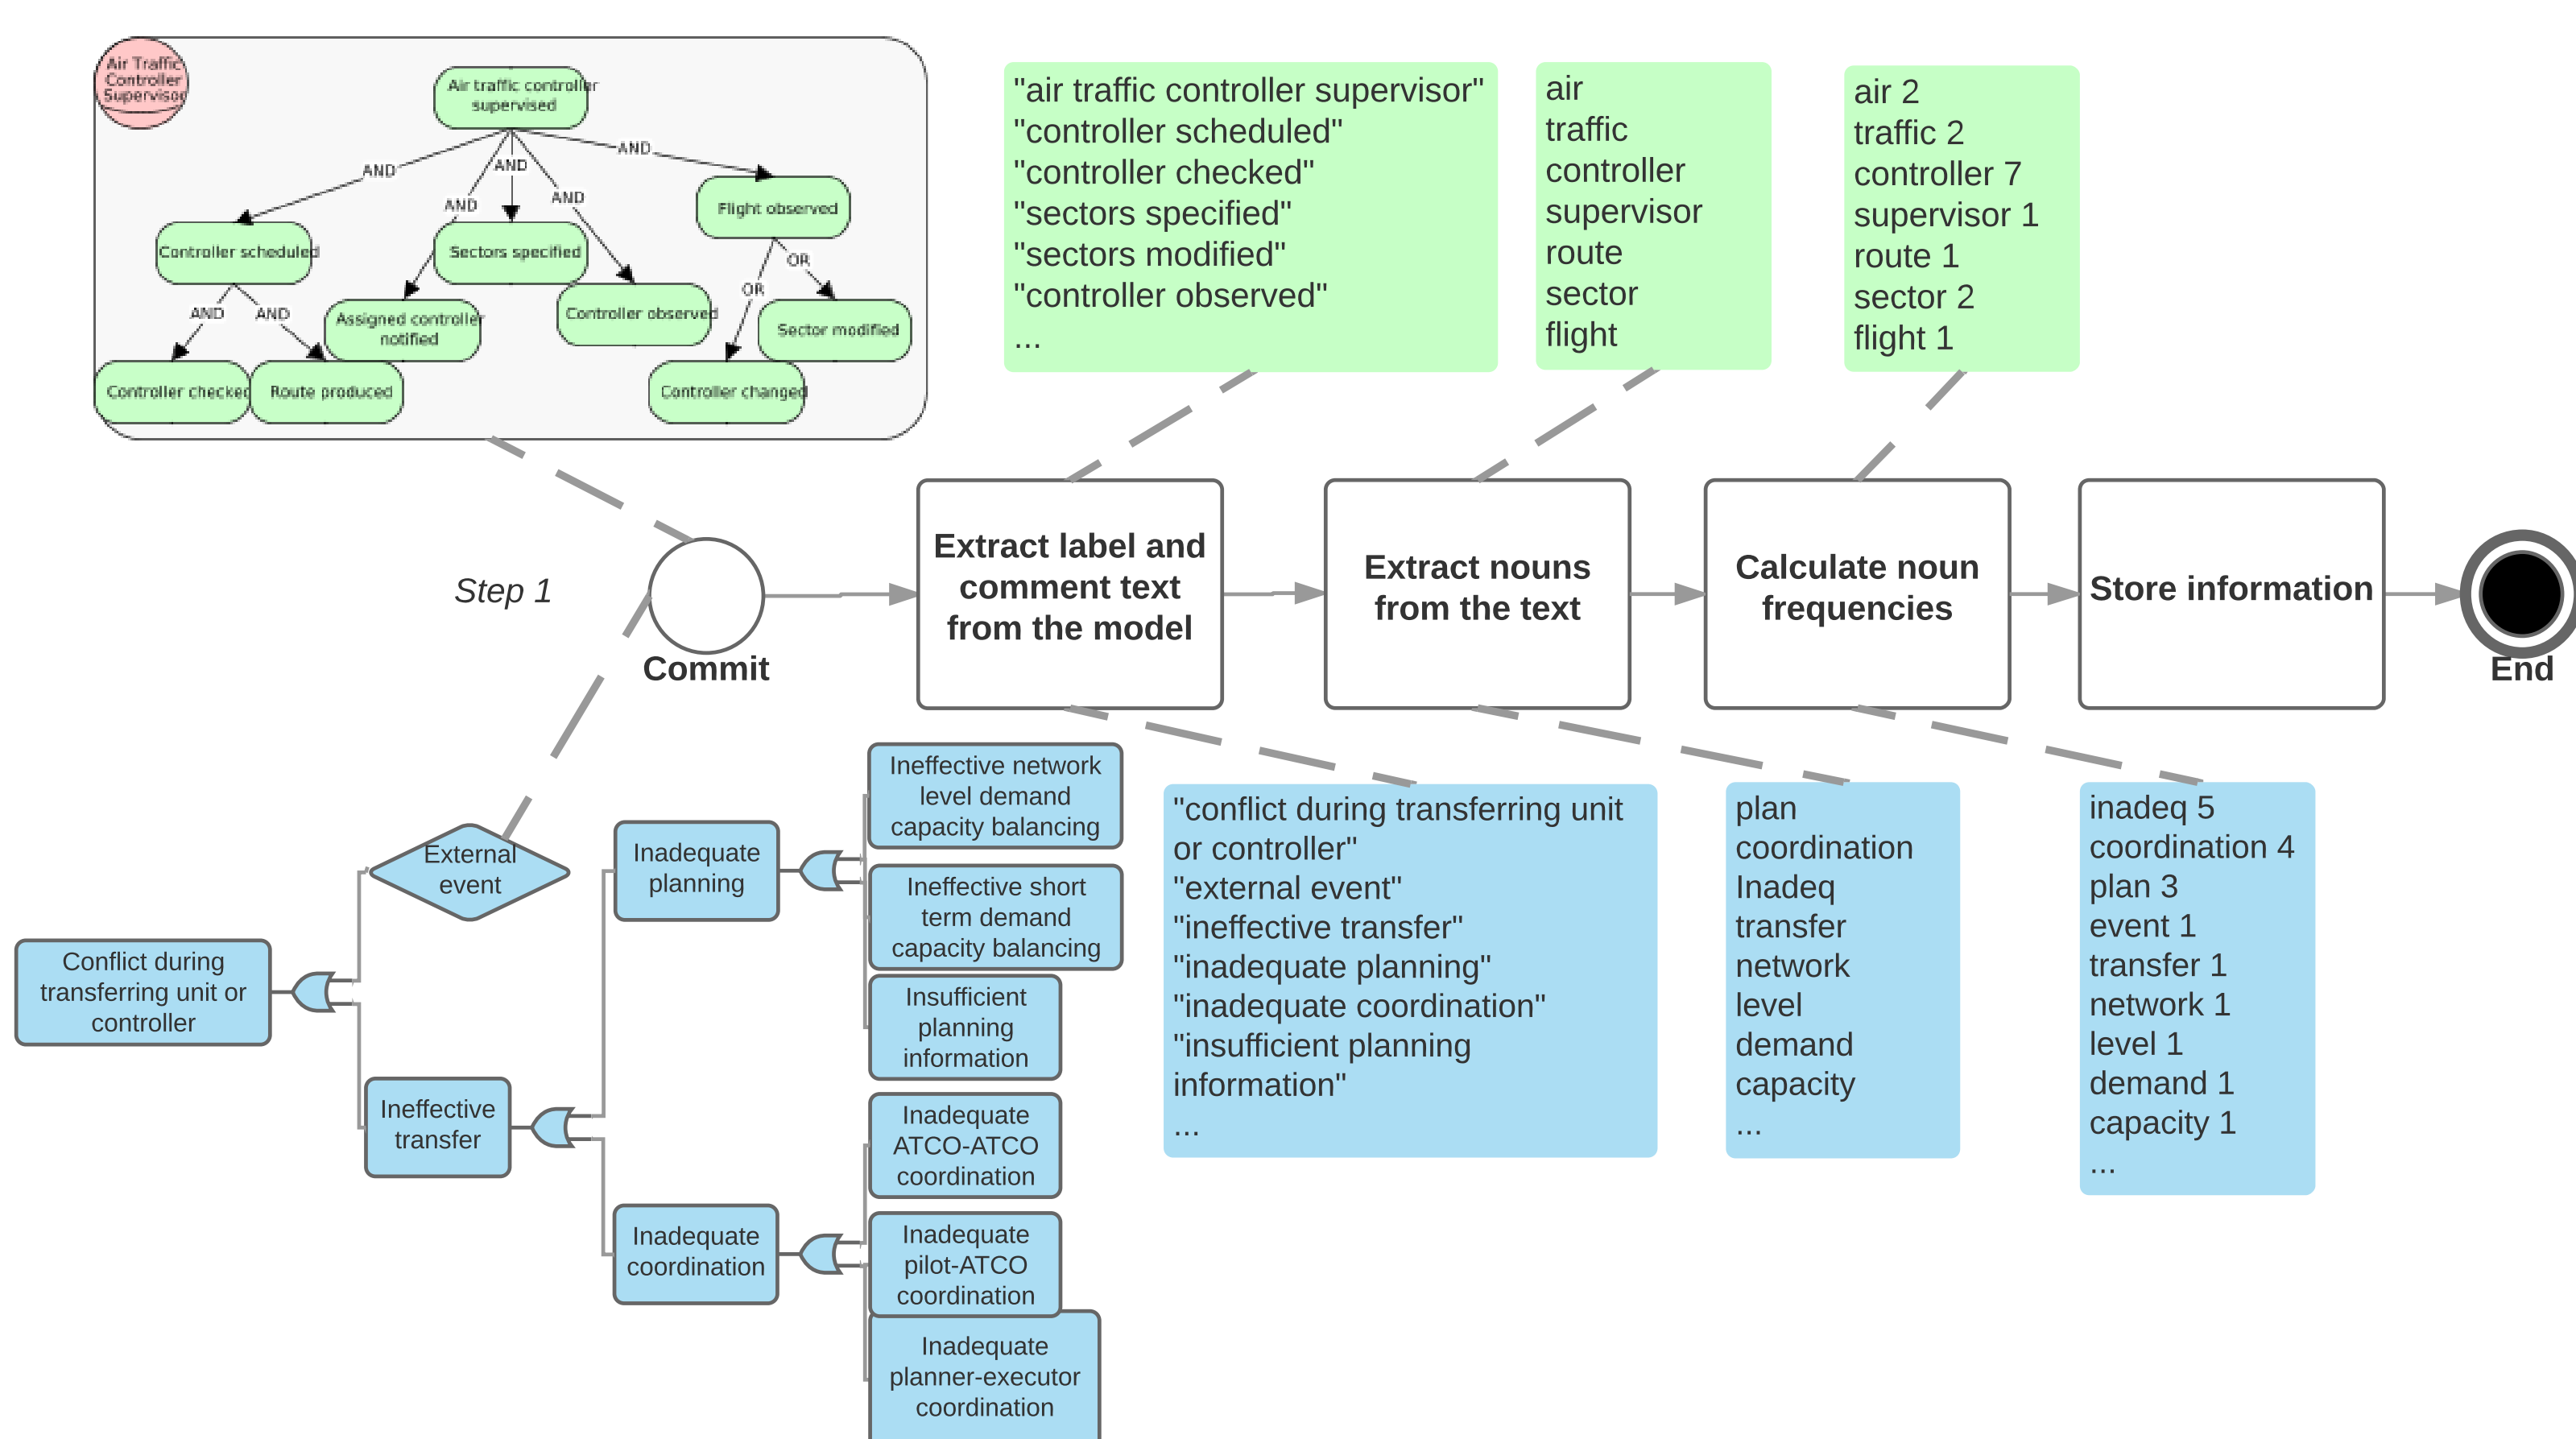 Air Traffic
Controller
Supervisor
Air traffic controller
supervised
AND
AND
AND
AND
AND
Flight observed
Controller scheduled
Sectors specified
OR
OR
AND
AND
Assigned controller
notified
Controller observed
Sector modified
Controller checked
Route produced
Controller changed
"air traffic controller supervisor"
"controller scheduled"
"controller checked"
"sectors specified"
"sectors modified"
"controller observed"
...
air
traffic
controller
supervisor
route
sector
flight
air 2
traffic 2
controller 7
supervisor 1
route 1
sector 2
flight 1
Step 1
Commit
Extract label and
comment text
from the model
Extract nouns
from the text
Calculate noun
frequencies
Store information
End
Conflict during
transferring unit or
controller
External
event
Ineffective
transfer
Inadequate
planning
Inadequate
coordination
Ineffective network
level demand
capacity balancing
Ineffective short
term demand
capacity balancing
Insufficient
planning
information
Inadequate
ATCO-ATCO
coordination
Inadequate
pilot-ATCO
coordination
Inadequate
planner-executor
coordination
"conflict during transferring unit
or controller"
"external event"
"ineffective transfer"
"inadequate planning"
"inadequate coordination"
"insufficient planning
information"
...
plan
coordination
Inadeq
transfer
network
level
demand
capacity
...
inadeq 5
coordination 4
plan 3
event 1
transfer 1
network 1
level 1
demand 1
capacity 1
...